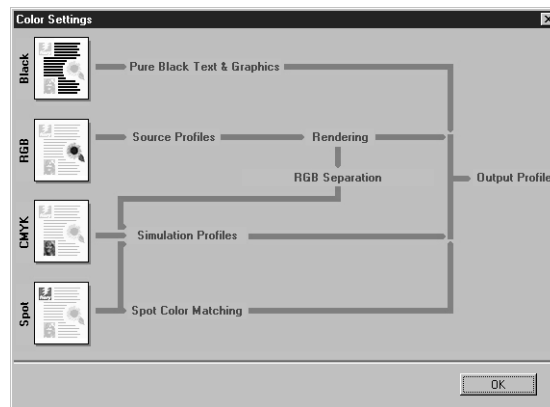 Color Settings
Black
Pure Black Text & Graphics
RGB
Source Profiles
Rendering
RGB Separation
Output Profile
CMYK
Simulation Profiles
Spot
Spot Color Matching
OK